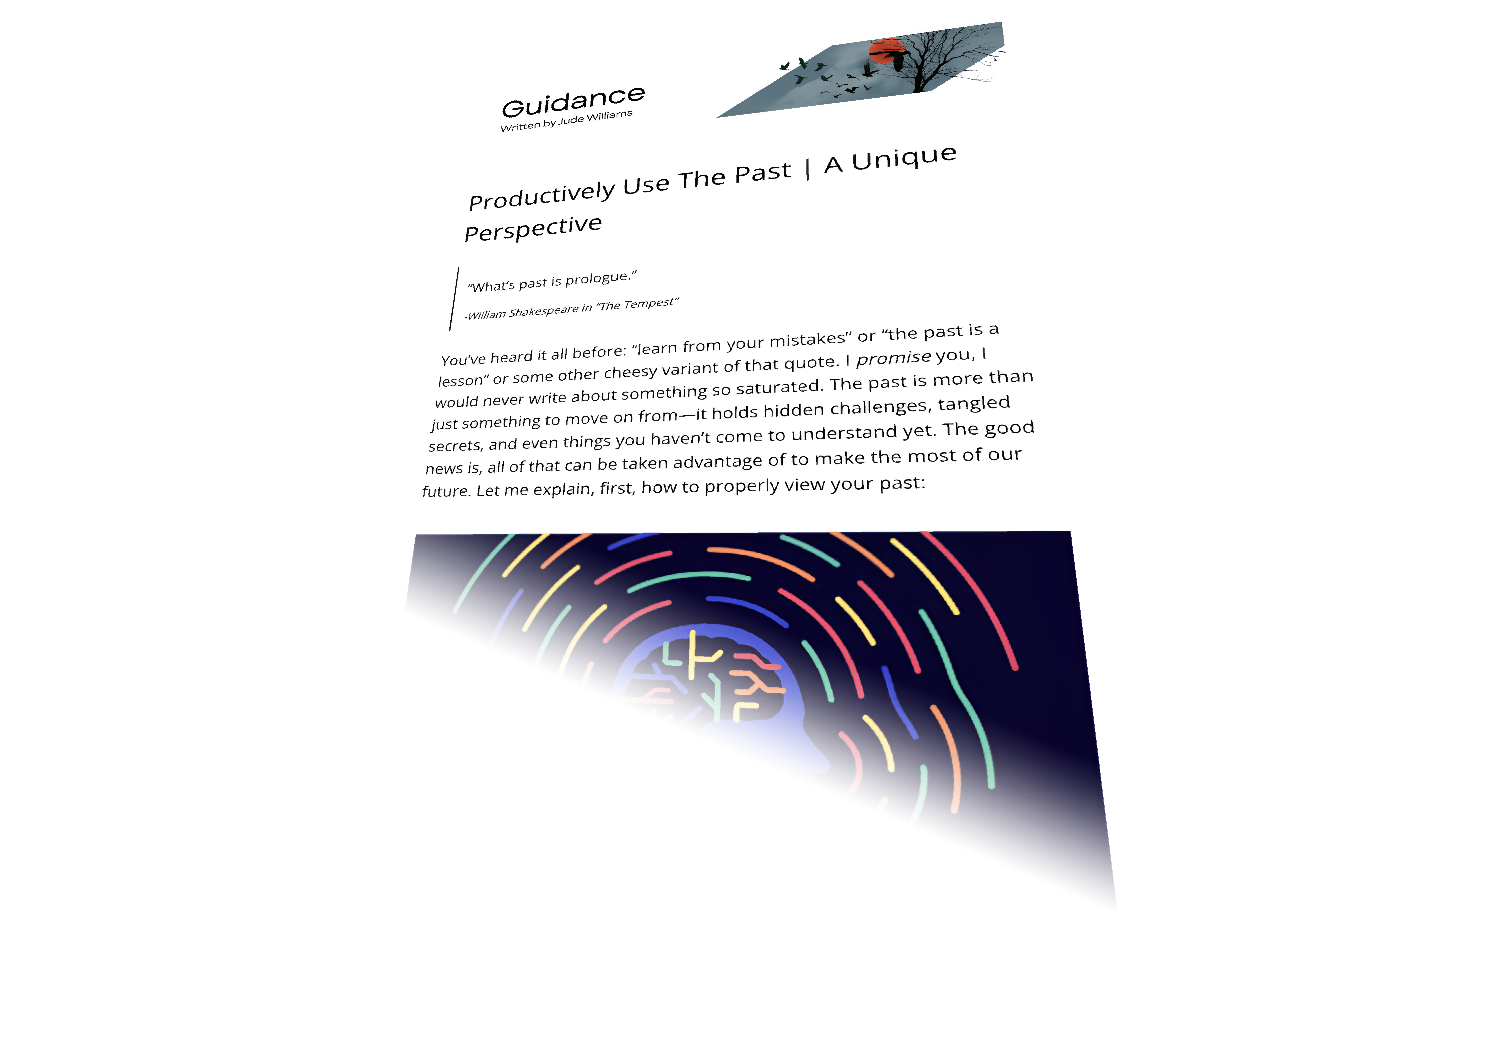 Guidance
Written by Jude Williams
Productively Use The Past | A Unique
Perspective
“What’s past is prologue.”
-William Shakespeare in “The Tempest”
You’ve heard it all before: “learn from your mistakes” or “the past is a
lesson” or some other cheesy variant of that quote. I promise you, I
would never write about something so saturated. The past is more than
just something to move on from—it holds hidden challenges, tangled
secrets, and even things you haven’t come to understand yet. The good
news is, all of that can be taken advantage of to make the most of our
future. Let me explain, first, how to properly view your past: